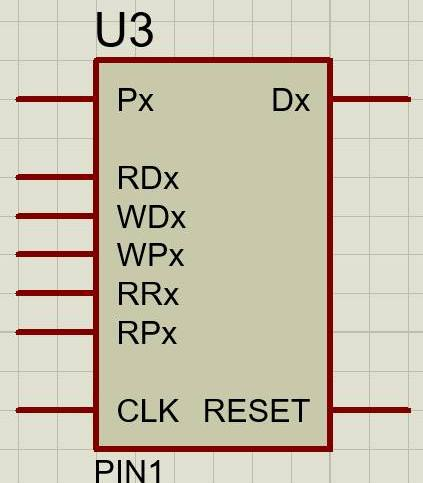 U3
Px Dx
RDx
WDx
WPx
RRx
RPx
CLK RESET
PIN1